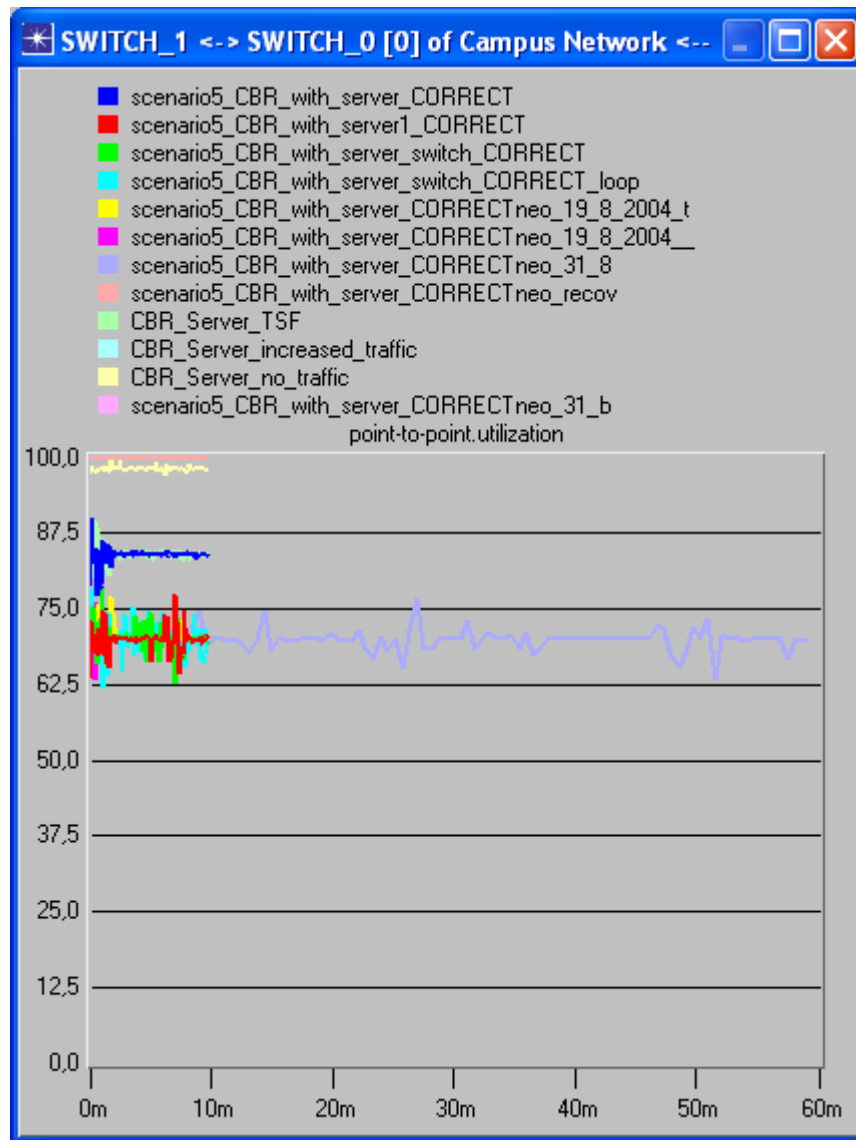 SWITCH_1 <-> SWITCH_0 [0] of Campus Network <--
scenario5_CBR_with_server_CORRECT
scenario5_CBR_with_server1_CORRECT
scenario5_CBR_with_server_switch_CORRECT
scenario5_CBR_with_server_switch_CORRECT_loop
scenario5_CBR_with_server_CORRECTneo_19_8_2004_t
scenario5_CBR_with_server_CORRECTneo_19_8_2004__
scenario5_CBR_with_server_CORRECTneo_31_8
scenario5_CBR_with_server_CORRECTneo_recov
CBR_Server_TSF
CBR_Server_increased_traffic
CBR_Server_no_traffic
scenario5_CBR_with_server_CORRECTneo_31_b
point-to-point.utilization
100,0
87,5
75,0
62,5
50,0
37,5
25,0
12,5
0,0
0m 10m 20m 30m 40m 50m 60m